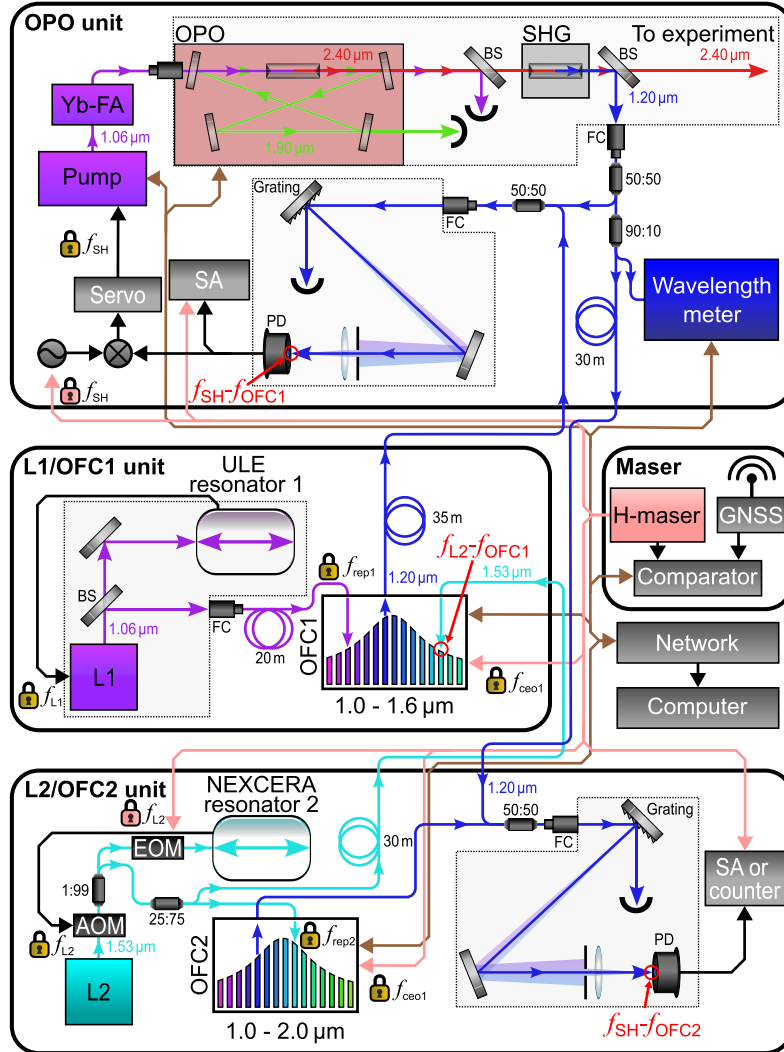 OPO unit
OPO
SHG
BS
BS
To experiment
2.40 µm
2.40 µm
Yb-FA
1.20 µm
1.06 µm
1.90 µm
FC
Pump
50:50
Grating
50:50
FC
90:10
f_SH
SA
Servo
Wavelength
meter
PD
30 m
f_SH-f_OFC1
f_SH
L1/OFC1 unit
ULE
resonator 1
Maser
H-maser
GNSS
35 m
f_L2-f_OFC1
f_rep1
Comparator
BS
1.20 µm
1.53 µm
1.06 µm
FC
OFC1
20 m
Network
L1
f_L1
f_ceo1
1.0 - 1.6 µm
Computer
L2/OFC2 unit
NEXCERA
resonator 2
1.20 µm
f_L2
50:50
Grating
EOM
30 m
FC
1:99
SA or
counter
AOM
25:75
f_L2
1.53 µm
OFC2
f_rep2
PD
L2
f_ceo1
f_SH-f_OFC2
1.0 - 2.0 µm